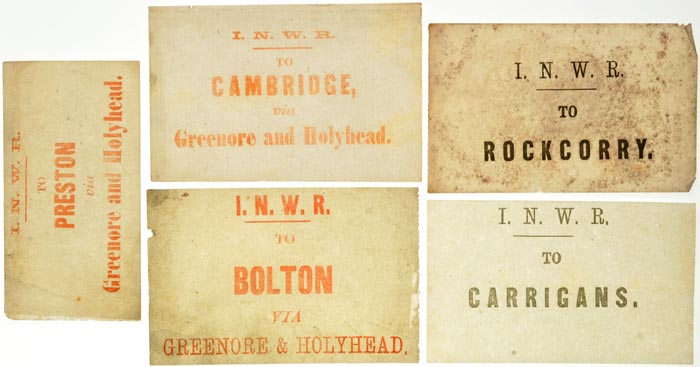 I. N. W. R.
TO
PRESTON
via
Greenore and Holyhead.
I. N. W. R.
TO
CAMBRIDGE,
via
Greenore and Holyhead.
I. N. W. R.
TO
BOLTON
VIA
GREENORE & HOLYHEAD.
I. N. W. R.
TO
ROCKCORRY.
I. N. W. R.
TO
CARRIGANS.